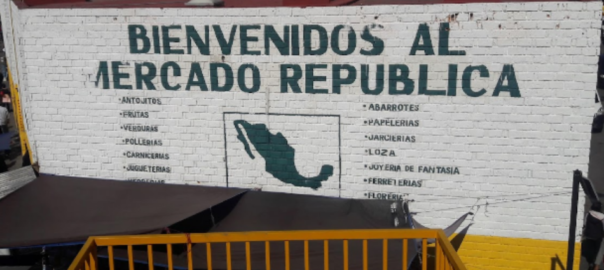 BIENVENIDOS AL
MERCADO REPUBLICA
•ANTOJITOS
•FRUTAS
•VERDURAS
•POLLERIAS
•CARNICERIAS
•JUGUETERIAS
•ABARROTES
•PAPELERIAS
•JARCIERIAS
•LOZA
•JOYERIA DE FANTASIA
•FERRETERIAS